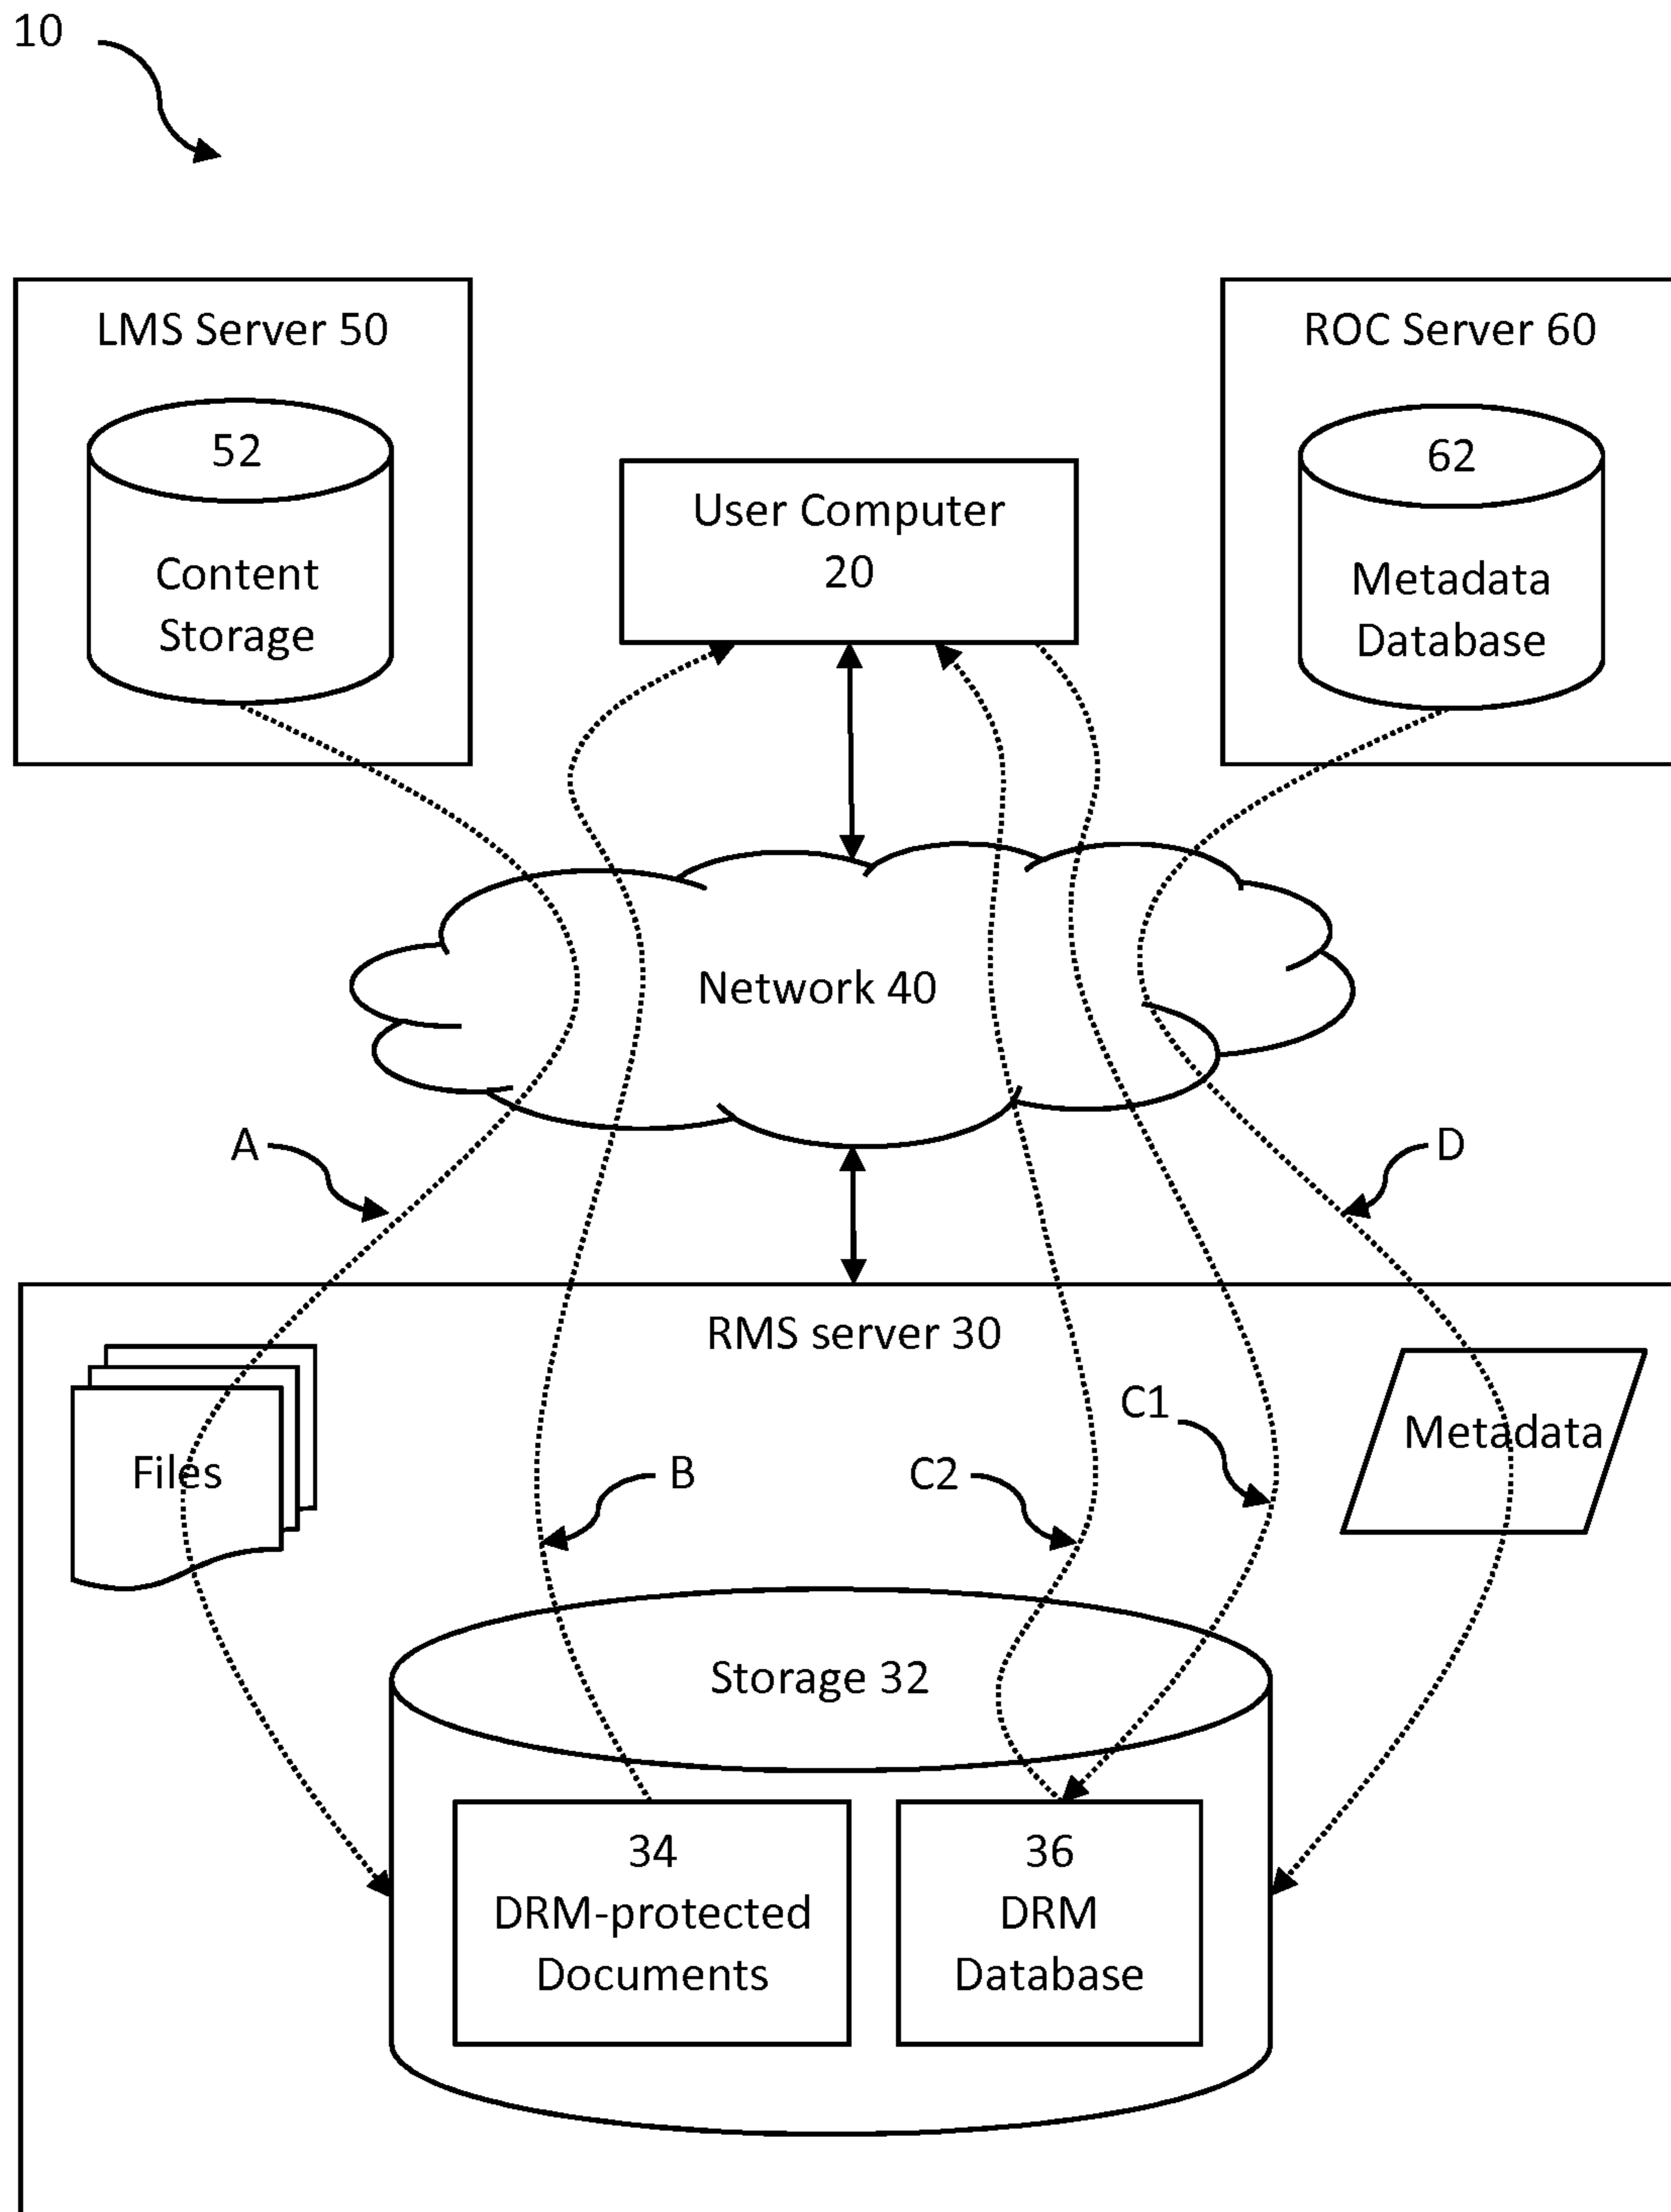 10
LMS Server 50
52
Content
Storage
User Computer
20
ROC Server 60
62
Metadata
Database
Network 40
A
D
RMS server 30
Files
B
C2
C1
Metadata
Storage 32
34
DRM-protected
Documents
36
DRM
Database